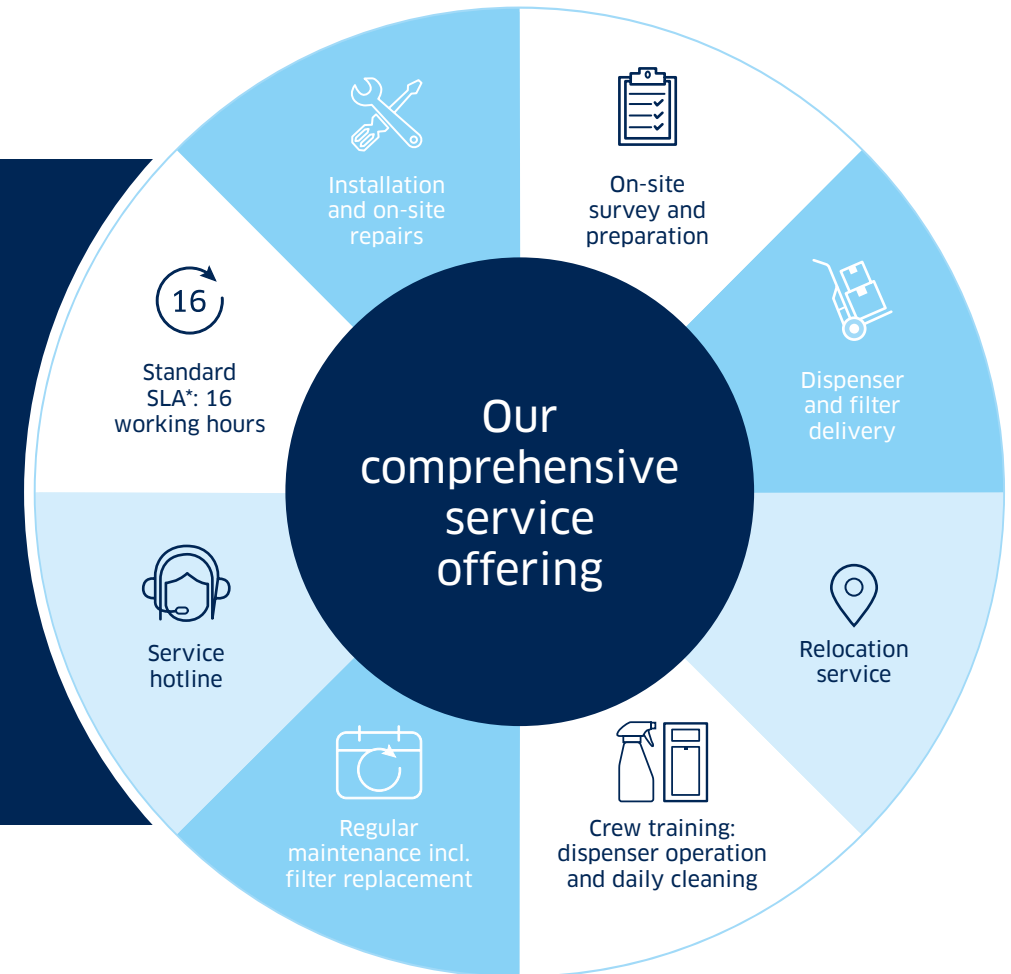 Installation
and on-site
repairs
On-site
survey and
preparation
16
Standard
SLA*: 16
working hours
Dispenser
and filter
delivery
Our
comprehensive
service
offering
Service
hotline
Relocation
service
Regular
maintenance incl.
filter replacement
Crew training:
dispenser operation
and daily cleaning